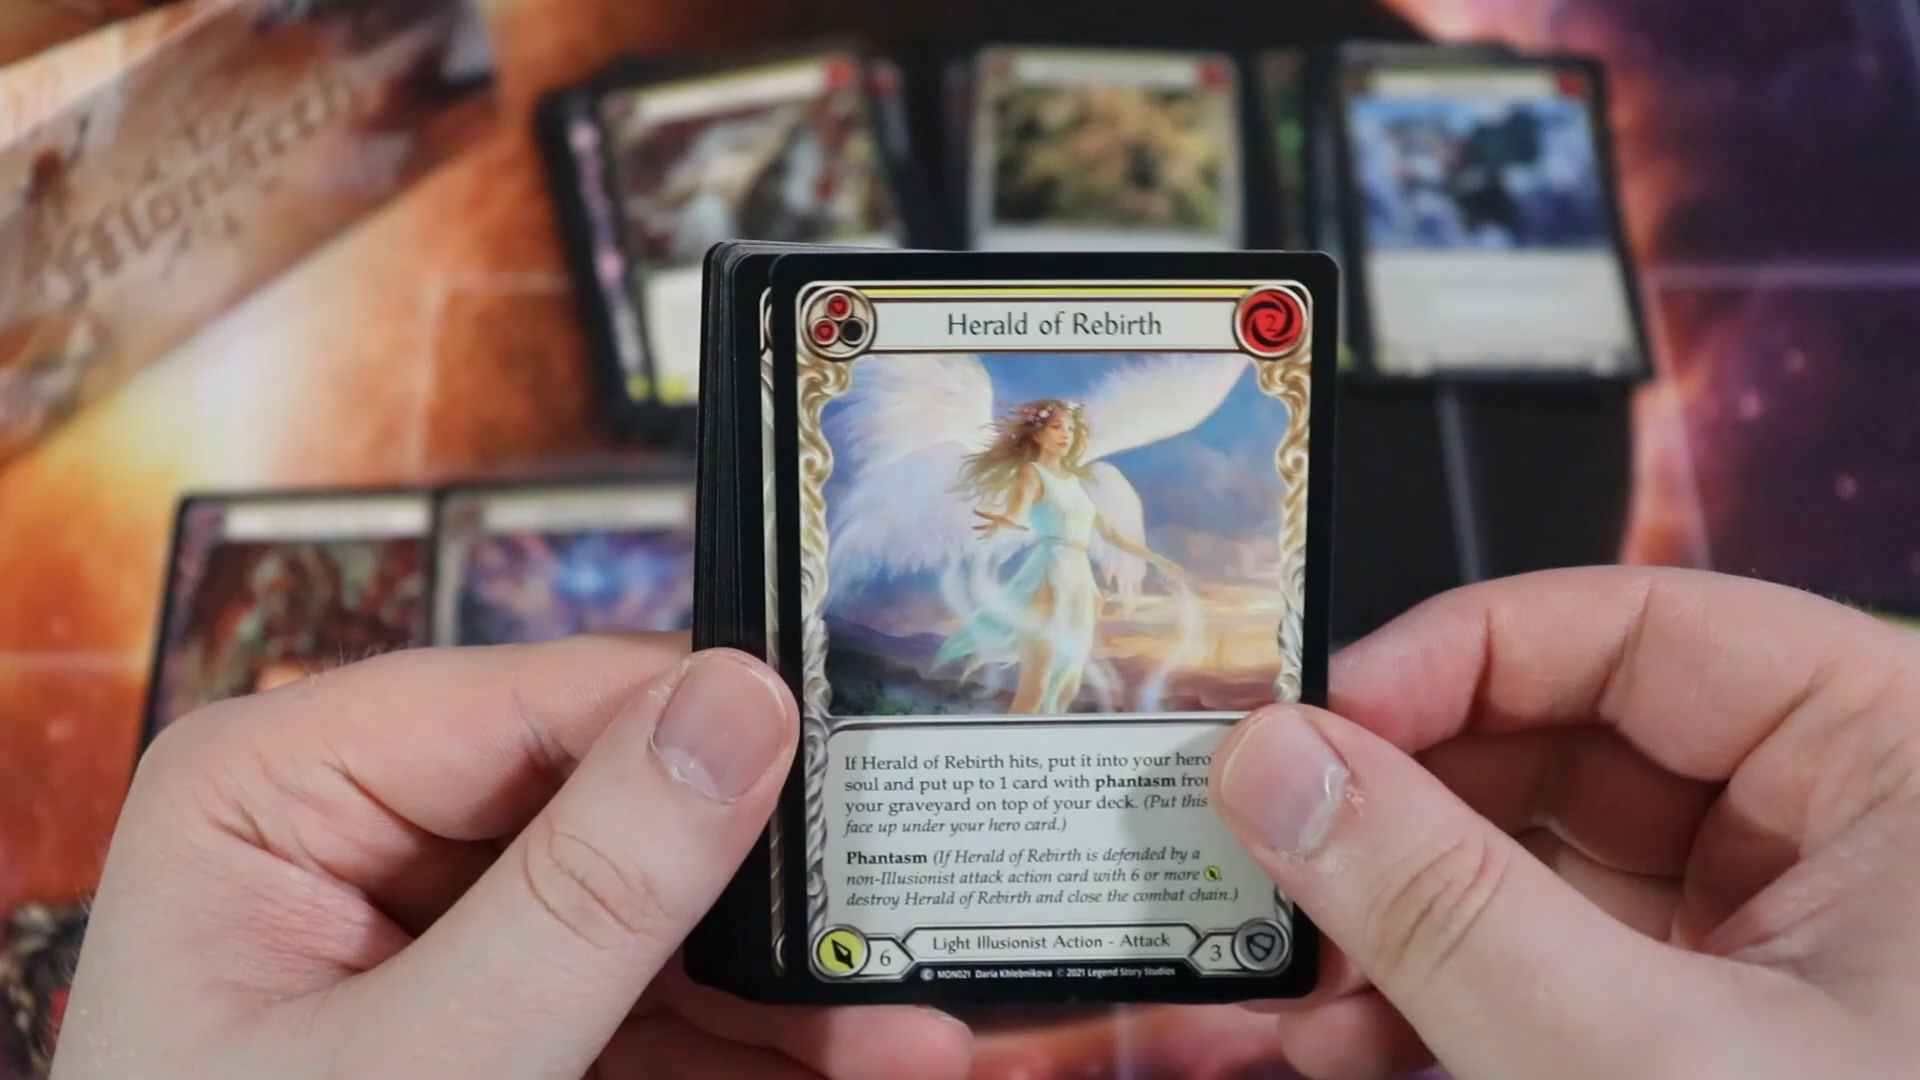 Monarch
Herald of Rebirth
2
If Herald of Rebirth hits, put it into your hero
soul and put up to 1 card with phantasm
your graveyard on top of your deck. (Put this
face up under your hero card.)
Phantasm (If Herald of Rebirth is defended by a
non-Illusionist attack action card with 6 or more
destroy Herald of Rebirth and close the combat chain.)
6 Light Illusionist Action - Attack 3
C MON021 Daria Khlebnikova © 2021 Legend Story Studios